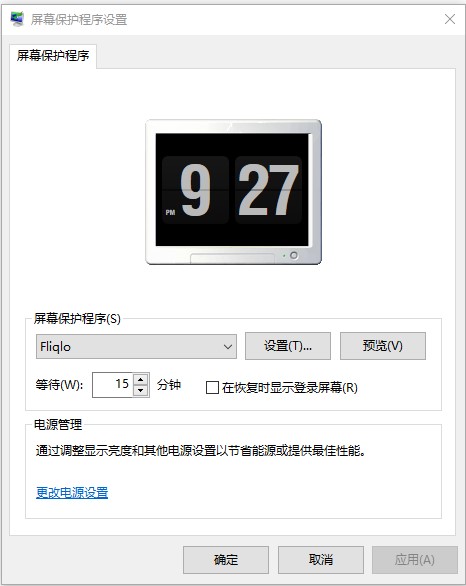 屏幕保护程序设置
屏幕保护程序
PM 9 27
屏幕保护程序(S)
Fliqlo 设置(T)... 预览(V)
等待(W): 15 分钟 在恢复时显示登录屏幕(R)
电源管理
通过调整显示亮度和其他电源设置以节省能源或提供最佳性能。
更改电源设置
确定 取消 应用(A)